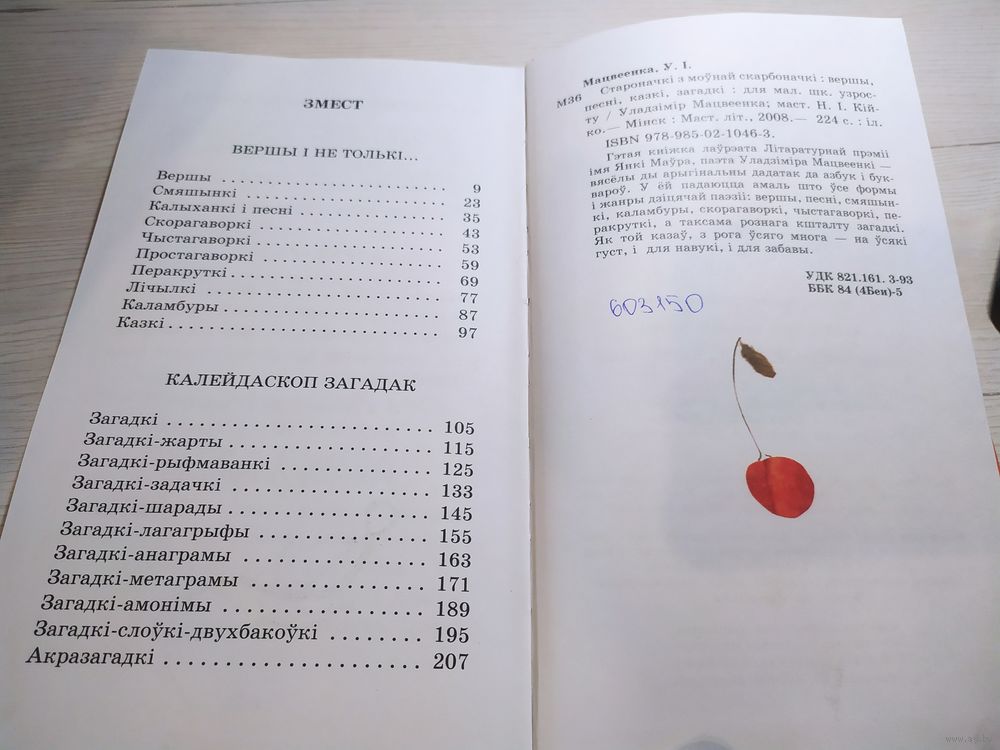 ЗМЕСТ
ВЕРШЫ І НЕ ТОЛЬКІ...
Вершы . . . . . . . . . . . . . . . . . . . . . . 9
Смяшынкі . . . . . . . . . . . . . . . . . . . . 23
Калыханкі і песні . . . . . . . . . . . . . . . 35
Скорагаворкі . . . . . . . . . . . . . . . . . . 43
Чыстагаворкі . . . . . . . . . . . . . . . . . . 53
Простагаворкі . . . . . . . . . . . . . . . . . 59
Перакруткі . . . . . . . . . . . . . . . . . . . 69
Лічылкі . . . . . . . . . . . . . . . . . . . . . 77
Каламбуры . . . . . . . . . . . . . . . . . . . 87
Казкі . . . . . . . . . . . . . . . . . . . . . . . 97
КАЛЕЙДАСКОП ЗАГАДАК
Загадкі . . . . . . . . . . . . . . . . . . . . . . 105
Загадкі-жарты . . . . . . . . . . . . . . . . . 115
Загадкі-рыфмаванкі . . . . . . . . . . . . . 125
Загадкі-задачкі . . . . . . . . . . . . . . . . 133
Загадкі-шарады . . . . . . . . . . . . . . . . 145
Загадкі-лагагрыфы . . . . . . . . . . . . . . 155
Загадкі-анаграмы . . . . . . . . . . . . . . . 163
Загадкі-метаграмы . . . . . . . . . . . . . . 171
Загадкі-амонімы . . . . . . . . . . . . . . . . 189
Загадкі-слоўкі-двухбакоўкі . . . . . . . . 195
Акразагадкі . . . . . . . . . . . . . . . . . . . 207
Мацвеенка, У. І.
М36 Староначкі з моўнай скарбоначкі : вершы,
песні, казкі, загадкі : для мал. шк. узрос-
ту / Уладзімір Мацвеенка; маст. Н. І. Кій-
ко.— Мінск : Маст. літ., 2008.— 224 с. : іл.
ISBN 978-985-02-1046-3.
Гэтая кніжка лаўрэата Літаратурнай прэміі
імя Янкі Маўра, паэта Уладзіміра Мацвеенкі —
вясёлы ды арыгінальны дадатак да азбук і бук-
вароў. У ёй падаюцца амаль што ўсе формы
і жанры дзіцячай паэзіі: вершы, песні, смяшын-
кі, каламбуры, скорагаворкі, чыстагаворкі, пе-
ракруткі, а таксама рознага кшталту загадкі.
Як той казаў, з рога ўсяго многа — на ўсякі
густ, і для навукі, і для забавы.
УДК 821.161. 3-93
ББК 84 (4Беи)-5
603150